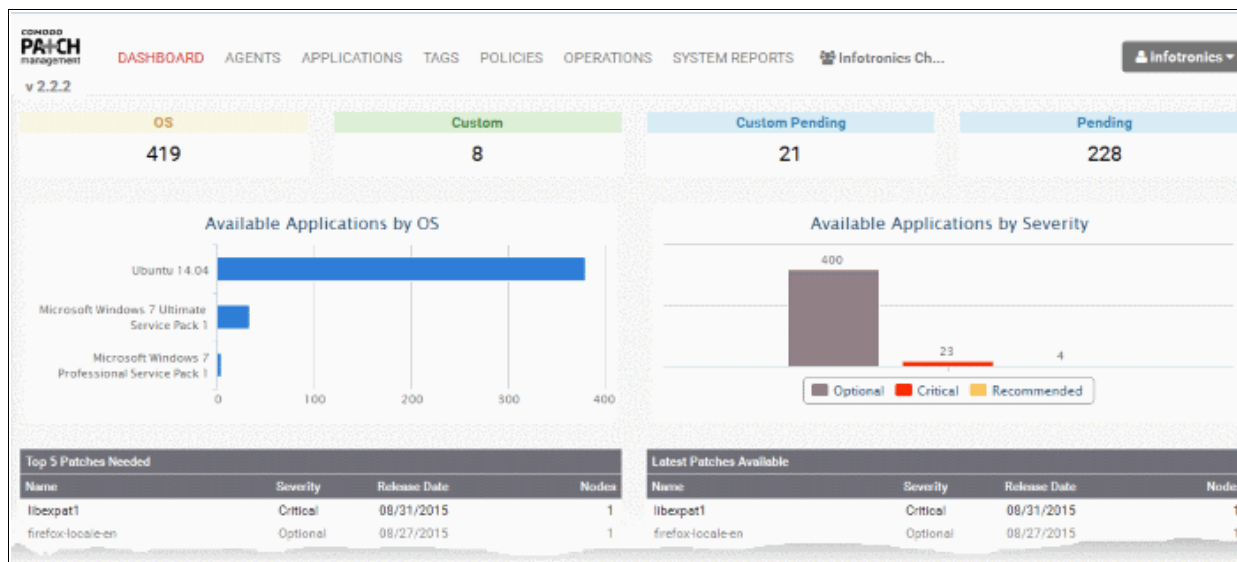 COMODO
PATCH
management
DASHBOARD AGENTS APPLICATIONS TAGS POLICIES OPERATIONS SYSTEM REPORTS Infotronics Ch... Infotronics
v 2.2.2
OS Custom Custom Pending Pending
419 8 21 228
Available Applications by OS
Ubuntu 14.04
Microsoft Windows 7 Ultimate
Service Pack 1
Microsoft Windows 7
Professional Service Pack 1
0 100 200 300 400
Available Applications by Severity
400
23
4
Optional Critical Recommended
Top 5 Patches Needed
Name Severity Release Date Nodes
libexpat1 Critical 08/31/2015 1
firefox-locale-en Optional 08/27/2015 1
Latest Patches Available
Name Severity Release Date Node
libexpat1 Critical 08/31/2015 1
firefox-locale-en Optional 08/27/2015 1